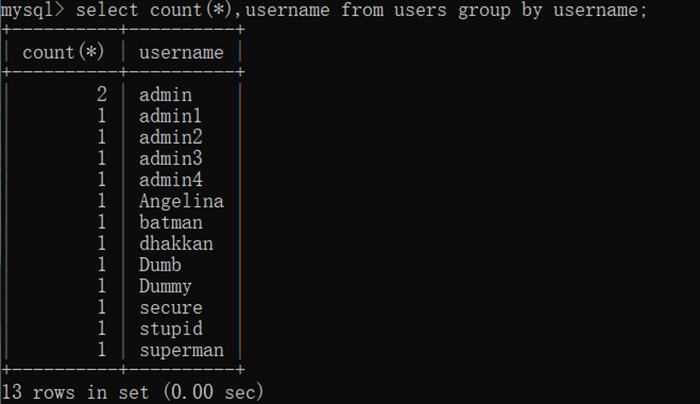 mysql> select count(*),username from users group by username;
+----------+----------+
| count(*) | username |
+----------+----------+
|        2 | admin    |
|        1 | admin1   |
|        1 | admin2   |
|        1 | admin3   |
|        1 | admin4   |
|        1 | Angelina |
|        1 | batman   |
|        1 | dhakkan  |
|        1 | Dumb     |
|        1 | Dummy    |
|        1 | secure   |
|        1 | stupid   |
|        1 | superman |
+----------+----------+
13 rows in set (0.00 sec)